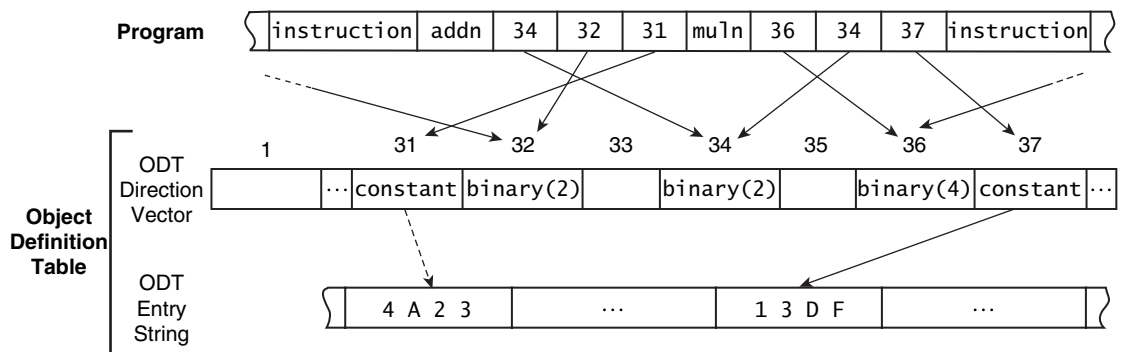 Program instruction addn 34 32 31 muln 36 34 37 instruction
1 31 32 33 34 35 36 37
ODT
Direction
Vector
··· constant binary(2) binary(2) binary(4) constant ···
Object
Definition
Table
ODT
Entry
String
4 A 2 3 ··· 1 3 D F ···